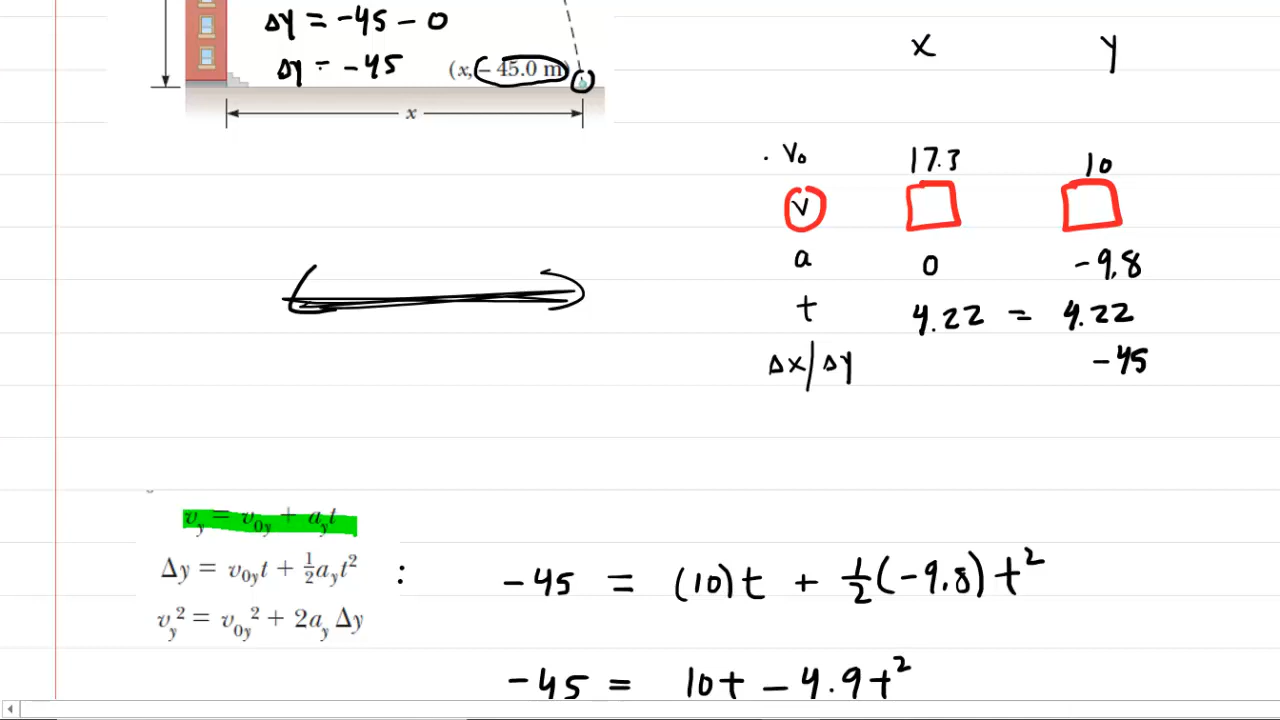 Δy = -45 - 0
Δy = -45
(x, -45.0 m)
x
x y
v₀ 17.3 10
v
a 0 -9.8
t 4.22 = 4.22
Δx/Δy -45
v_y = v_0y + a_y t
Δy = v_0y t + ½ a_y t² :
-45 = (10)t + ½(-9.8)t²
v_y² = v_0y² + 2a_y Δy
-45 = 10t - 4.9t²